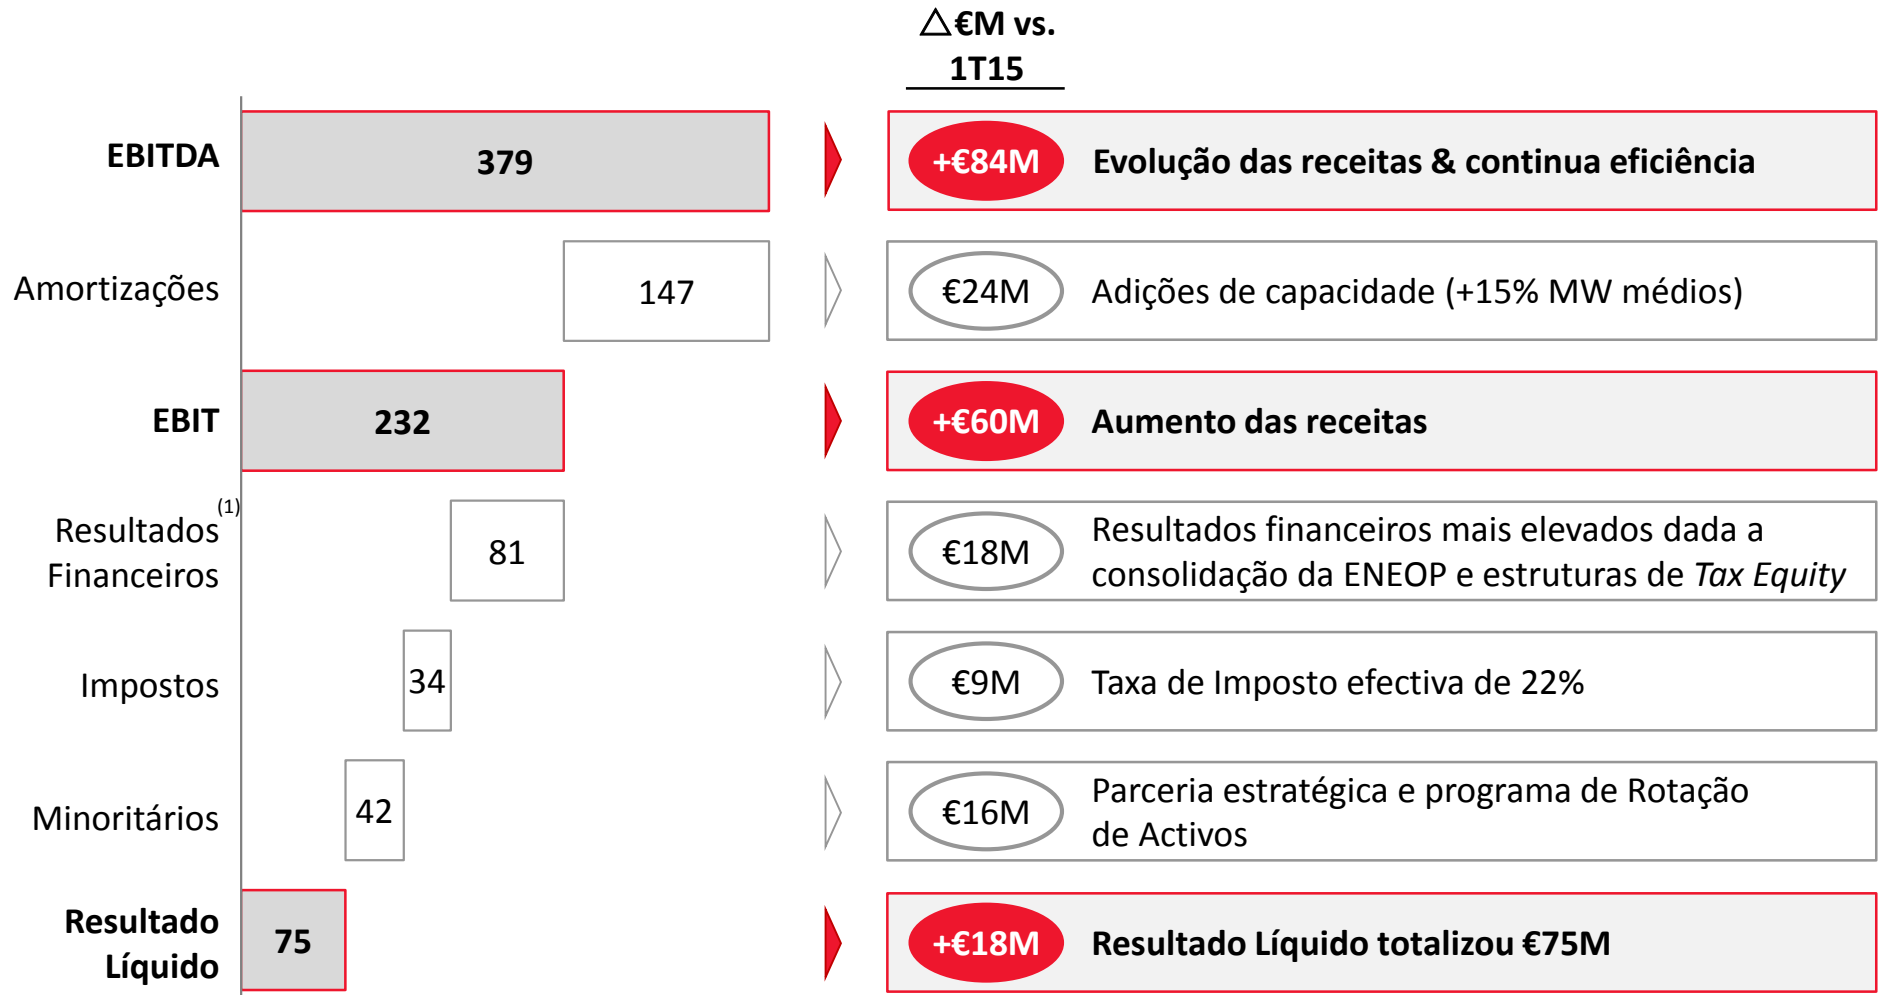 △€M vs.
1T15
EBITDA
379
+€84M
Evolução das receitas & continua eficiência
Amortizações
147
€24M
Adições de capacidade (+15% MW médios)
EBIT
232
+€60M
Aumento das receitas
Resultados (1)
Financeiros
81
€18M
Resultados financeiros mais elevados dada a
consolidação da ENEOP e estruturas de Tax Equity
Impostos
34
€9M
Taxa de Imposto efectiva de 22%
Minoritários
42
€16M
Parceria estratégica e programa de Rotação
de Activos
Resultado
Líquido
75
+€18M
Resultado Líquido totalizou €75M